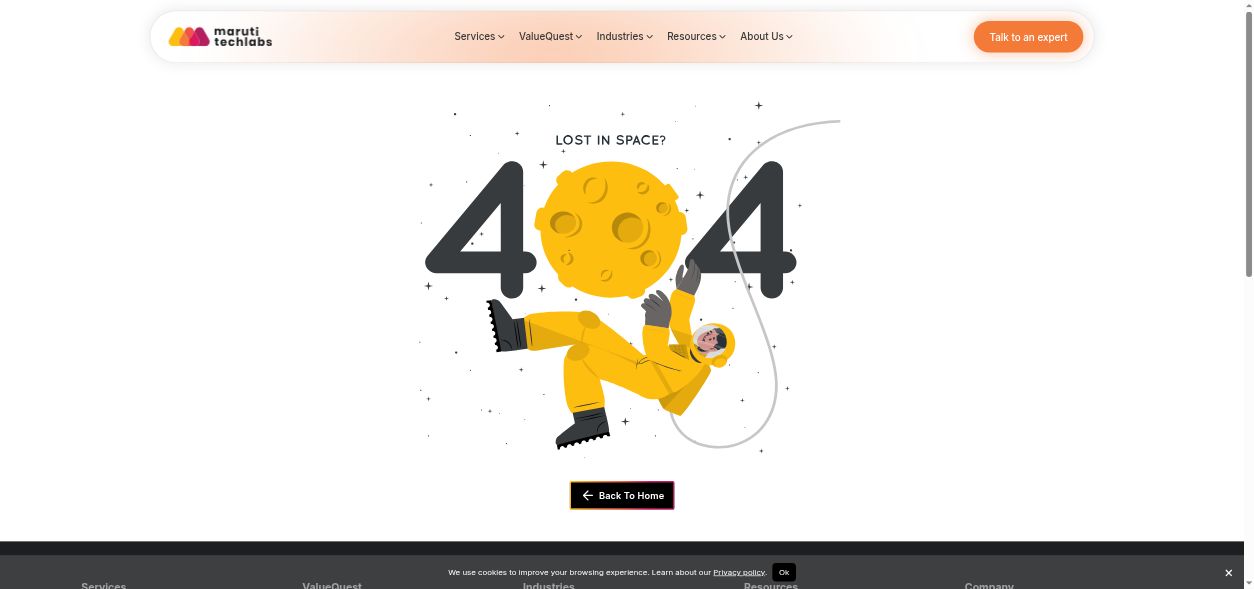 maruti
techlabs
Services
ValueQuest
Industries
Resources
About Us
Talk to an expert
LOST IN SPACE?
404
Back To Home
We use cookies to improve your browsing experience. Learn about our Privacy policy. Ok
Services
ValueQuest
Industries
Resources
Company